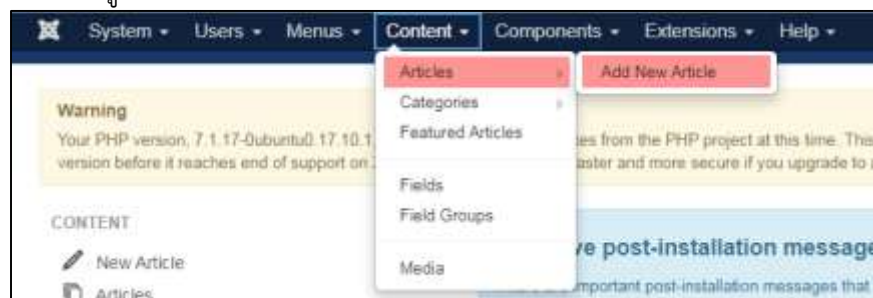 System Users Menus Content Components Extensions Help
Articles Add New Article
Categories
Featured Articles
Fields
Field Groups
Media
Warning
Your PHP version, 7.1.17-0ubuntu0.17.10.1, es from the PHP project at this time. This
version before it reaches end of support on aster and more secure if you upgrade to a
CONTENT
New Article
Articles
ve post-installation message
important post-installation messages that